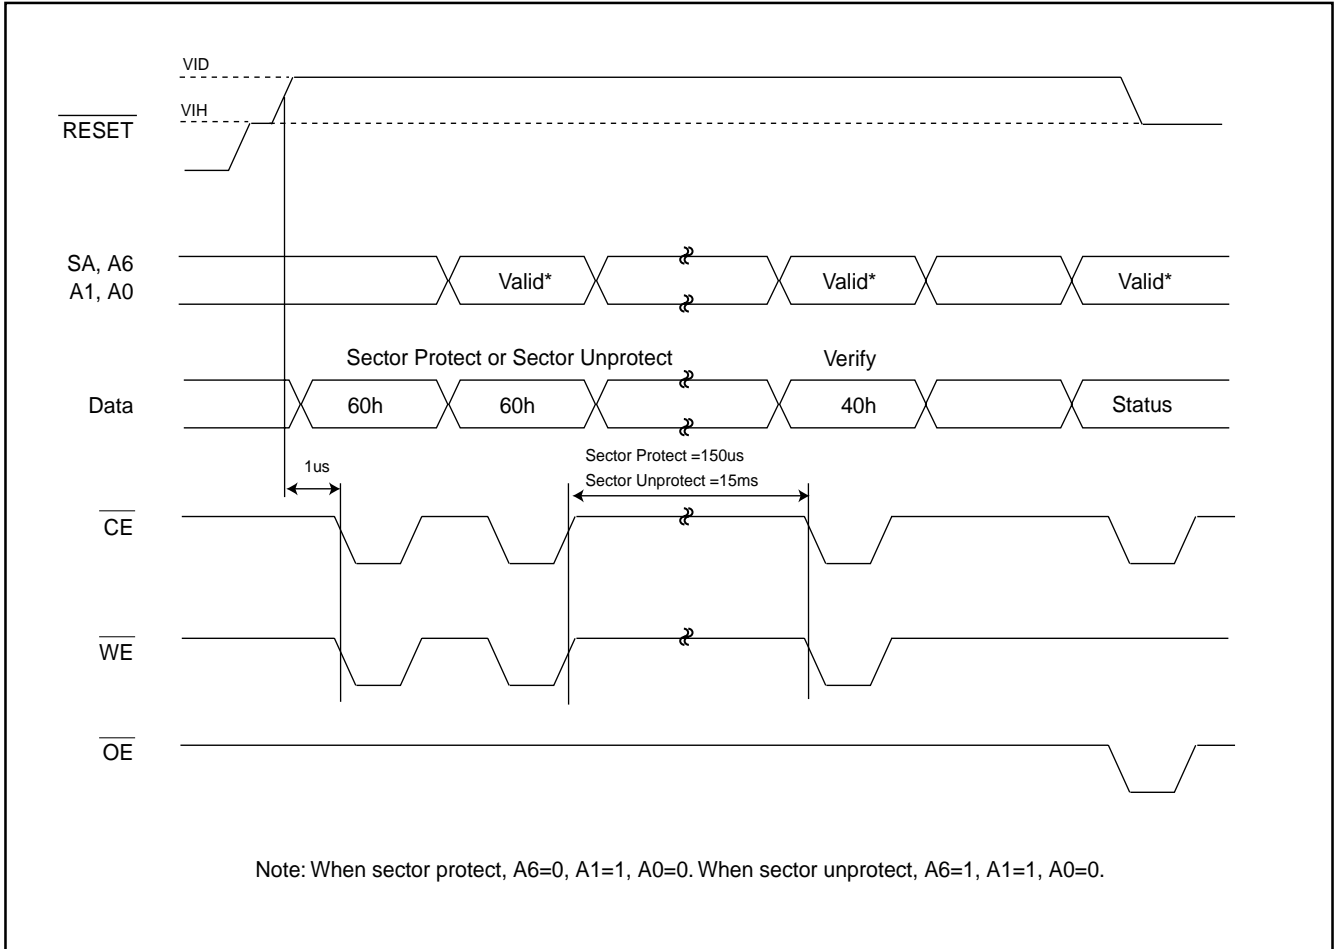 VID
VIH
RESET
SA, A6
A1, A0
Valid*
Valid*
Valid*
Sector Protect or Sector Unprotect
Verify
Data
60h
60h
40h
Status
1us
Sector Protect =150us
Sector Unprotect =15ms
CE
WE
OE
Note: When sector protect, A6=0, A1=1, A0=0. When sector unprotect, A6=1, A1=1, A0=0.